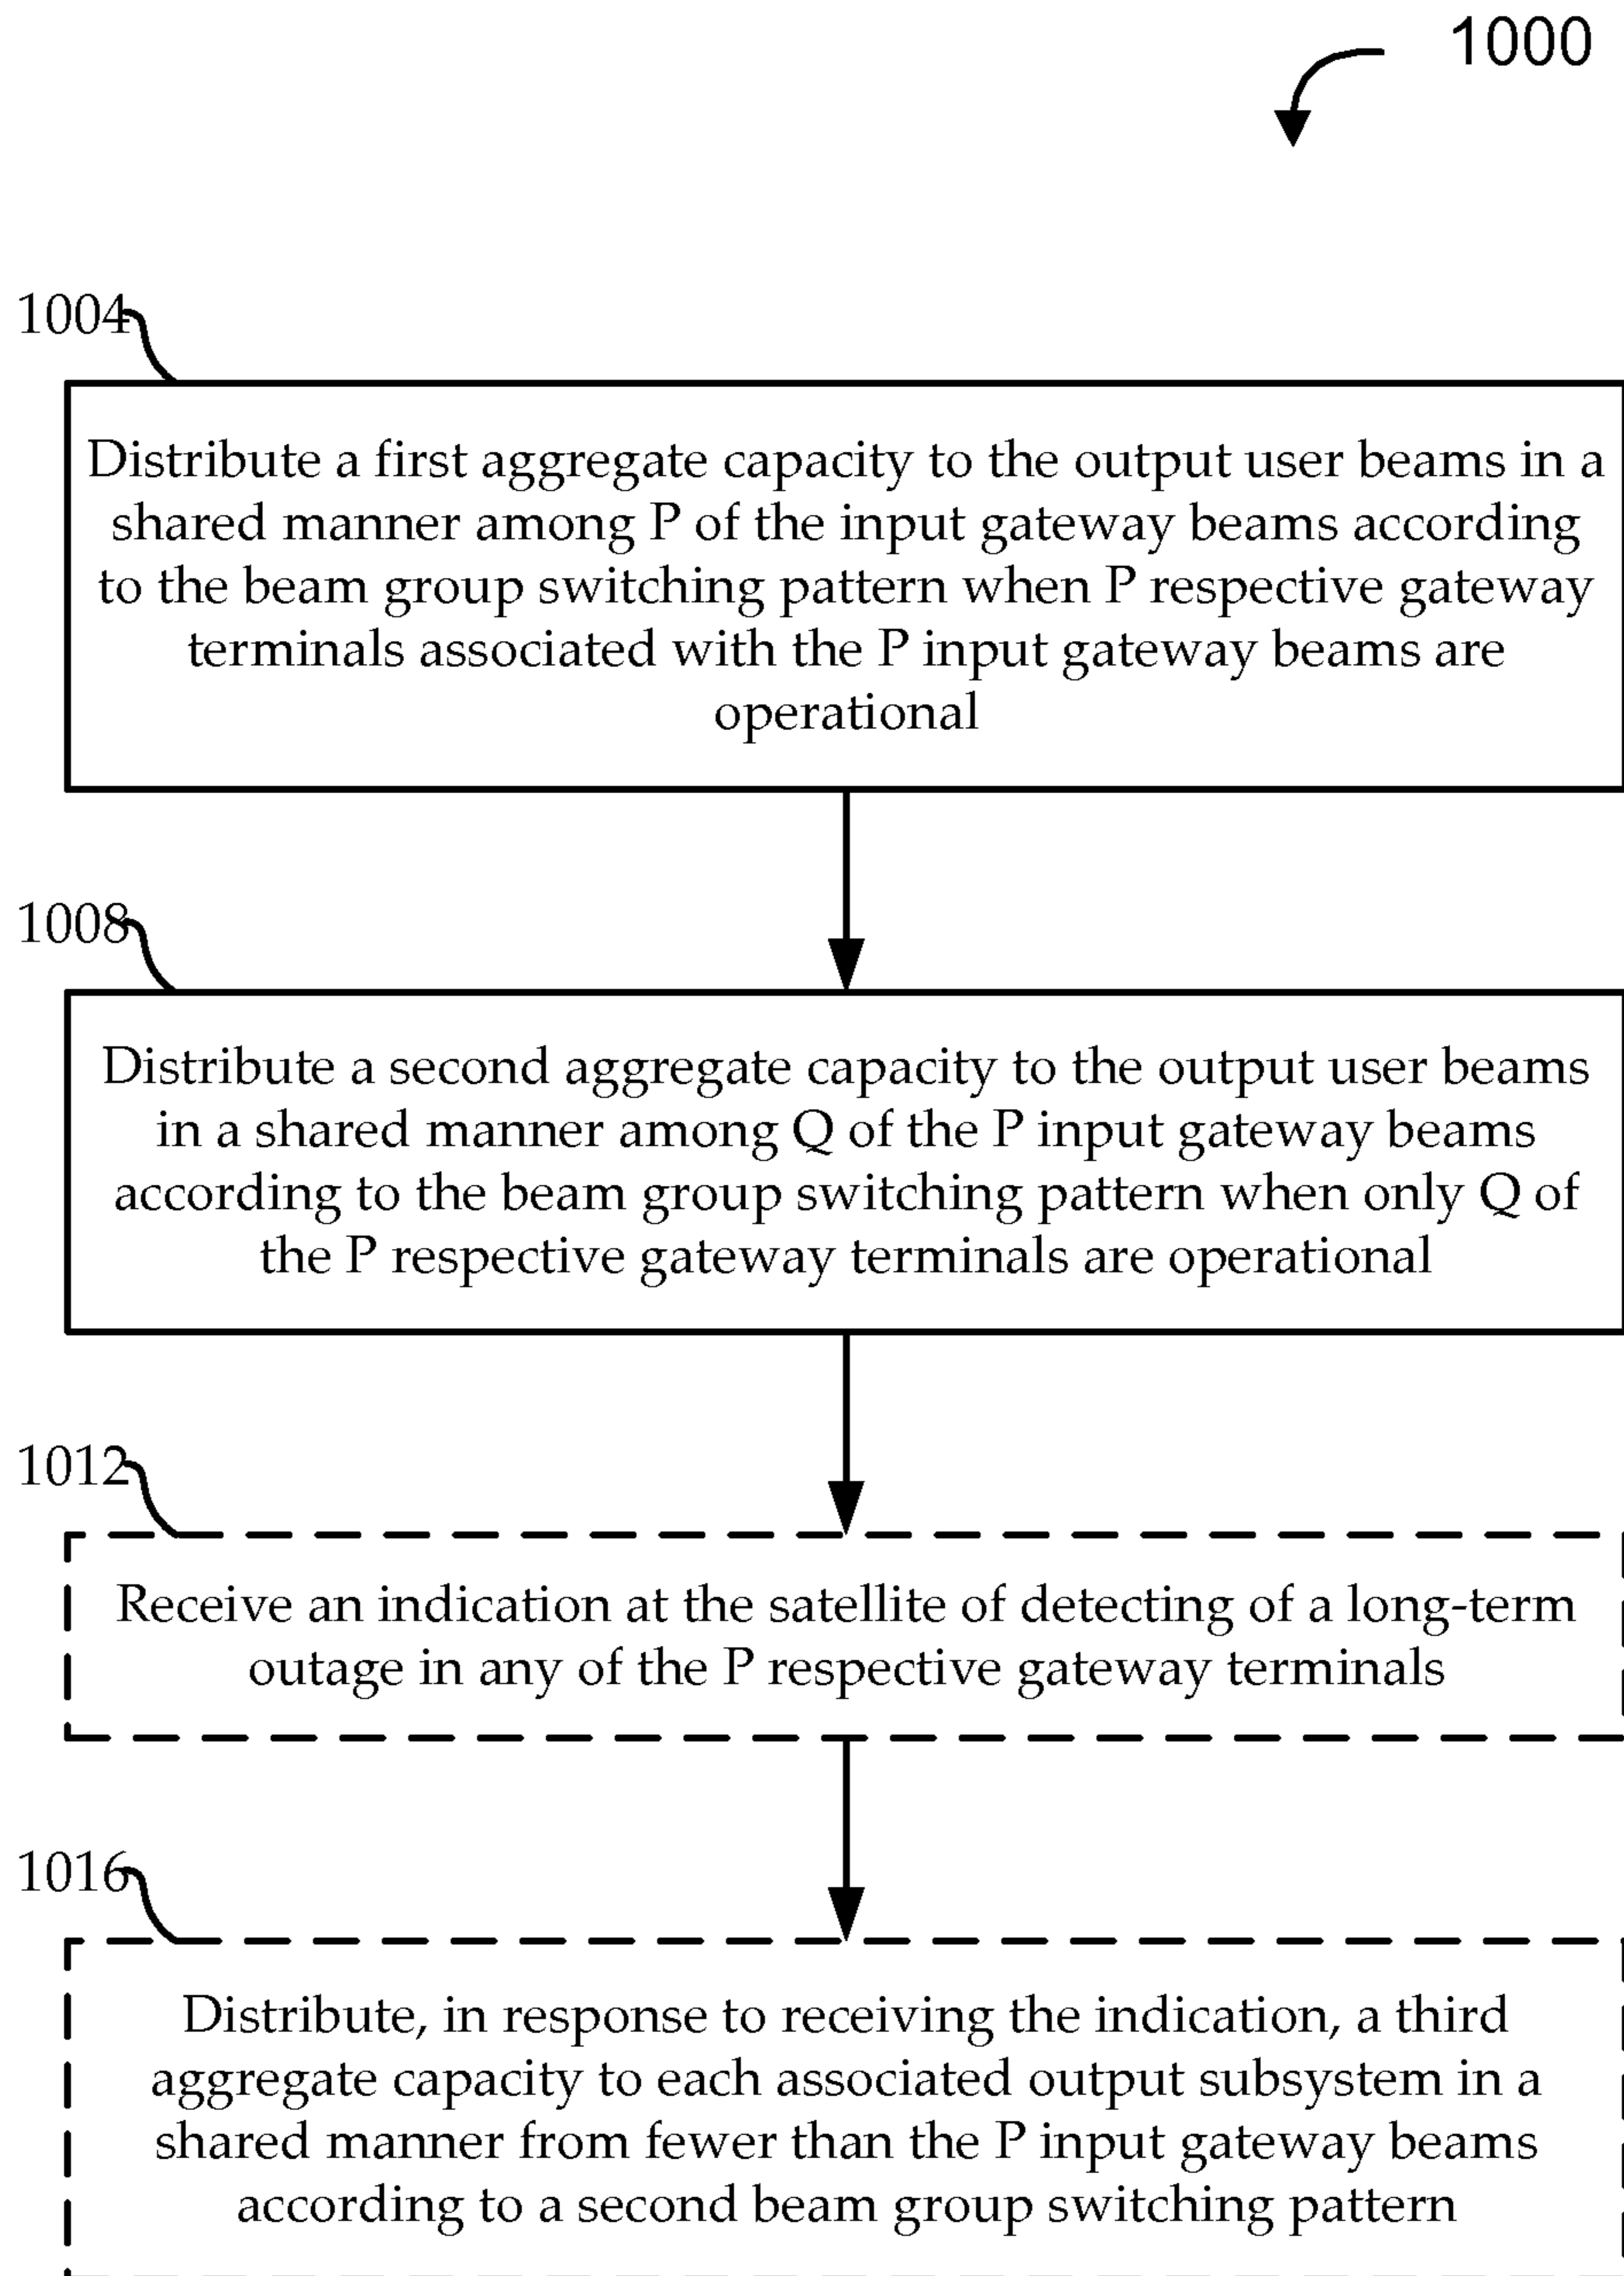 1000
1004
Distribute a first aggregate capacity to the output user beams in a
shared manner among P of the input gateway beams according
to the beam group switching pattern when P respective gateway
terminals associated with the P input gateway beams are
operational
1008
Distribute a second aggregate capacity to the output user beams
in a shared manner among Q of the P input gateway beams
according to the beam group switching pattern when only Q of
the P respective gateway terminals are operational
1012
Receive an indication at the satellite of detecting of a long-term
outage in any of the P respective gateway terminals
1016
Distribute, in response to receiving the indication, a third
aggregate capacity to each associated output subsystem in a
shared manner from fewer than the P input gateway beams
according to a second beam group switching pattern